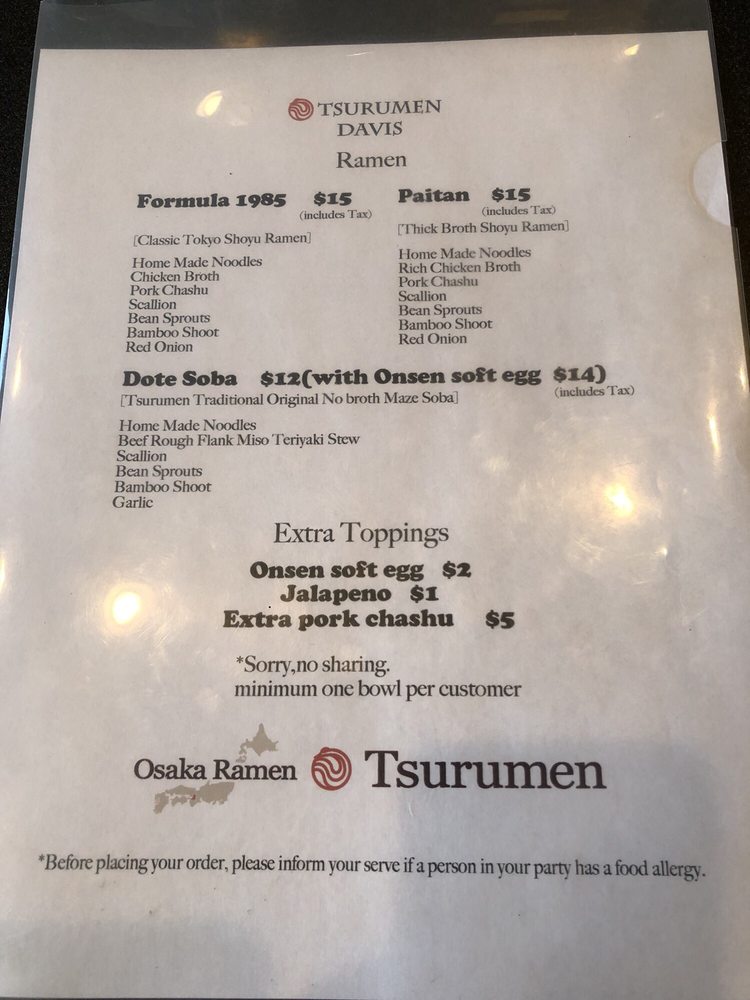 TSURUMEN
DAVIS
Ramen
Formula 1985 $15
(includes Tax)
[Classic Tokyo Shoyu Ramen]
Home Made Noodles
Chicken Broth
Pork Chashu
Scallion
Bean Sprouts
Bamboo Shoot
Red Onion
Paitan $15
(includes Tax)
[Thick Broth Shoyu Ramen]
Home Made Noodles
Rich Chicken Broth
Pork Chashu
Scallion
Bean Sprouts
Bamboo Shoot
Red Onion
Dote Soba $12(with Onsen soft egg $14)
(includes Tax)
[Tsurumen Traditional Original No broth Maze Soba]
Home Made Noodles
Beef Rough Flank Miso Teriyaki Stew
Scallion
Bean Sprouts
Bamboo Shoot
Garlic
Extra Toppings
Onsen soft egg $2
Jalapeno $1
Extra pork chashu $5
*Sorry,no sharing.
minimum one bowl per customer
Osaka Ramen Tsurumen
*Before placing your order, please inform your serve if a person in your party has a food allergy.